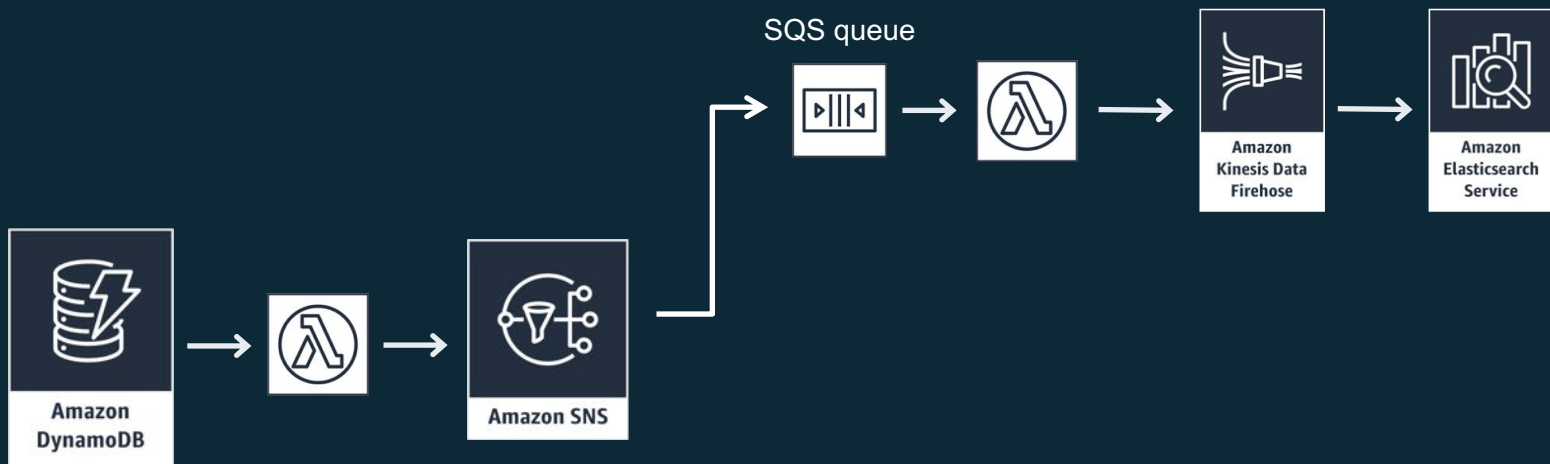 SQS queue
Amazon
Kinesis Data
Firehose
Amazon
Elasticsearch
Service
Amazon
DynamoDB
Amazon SNS